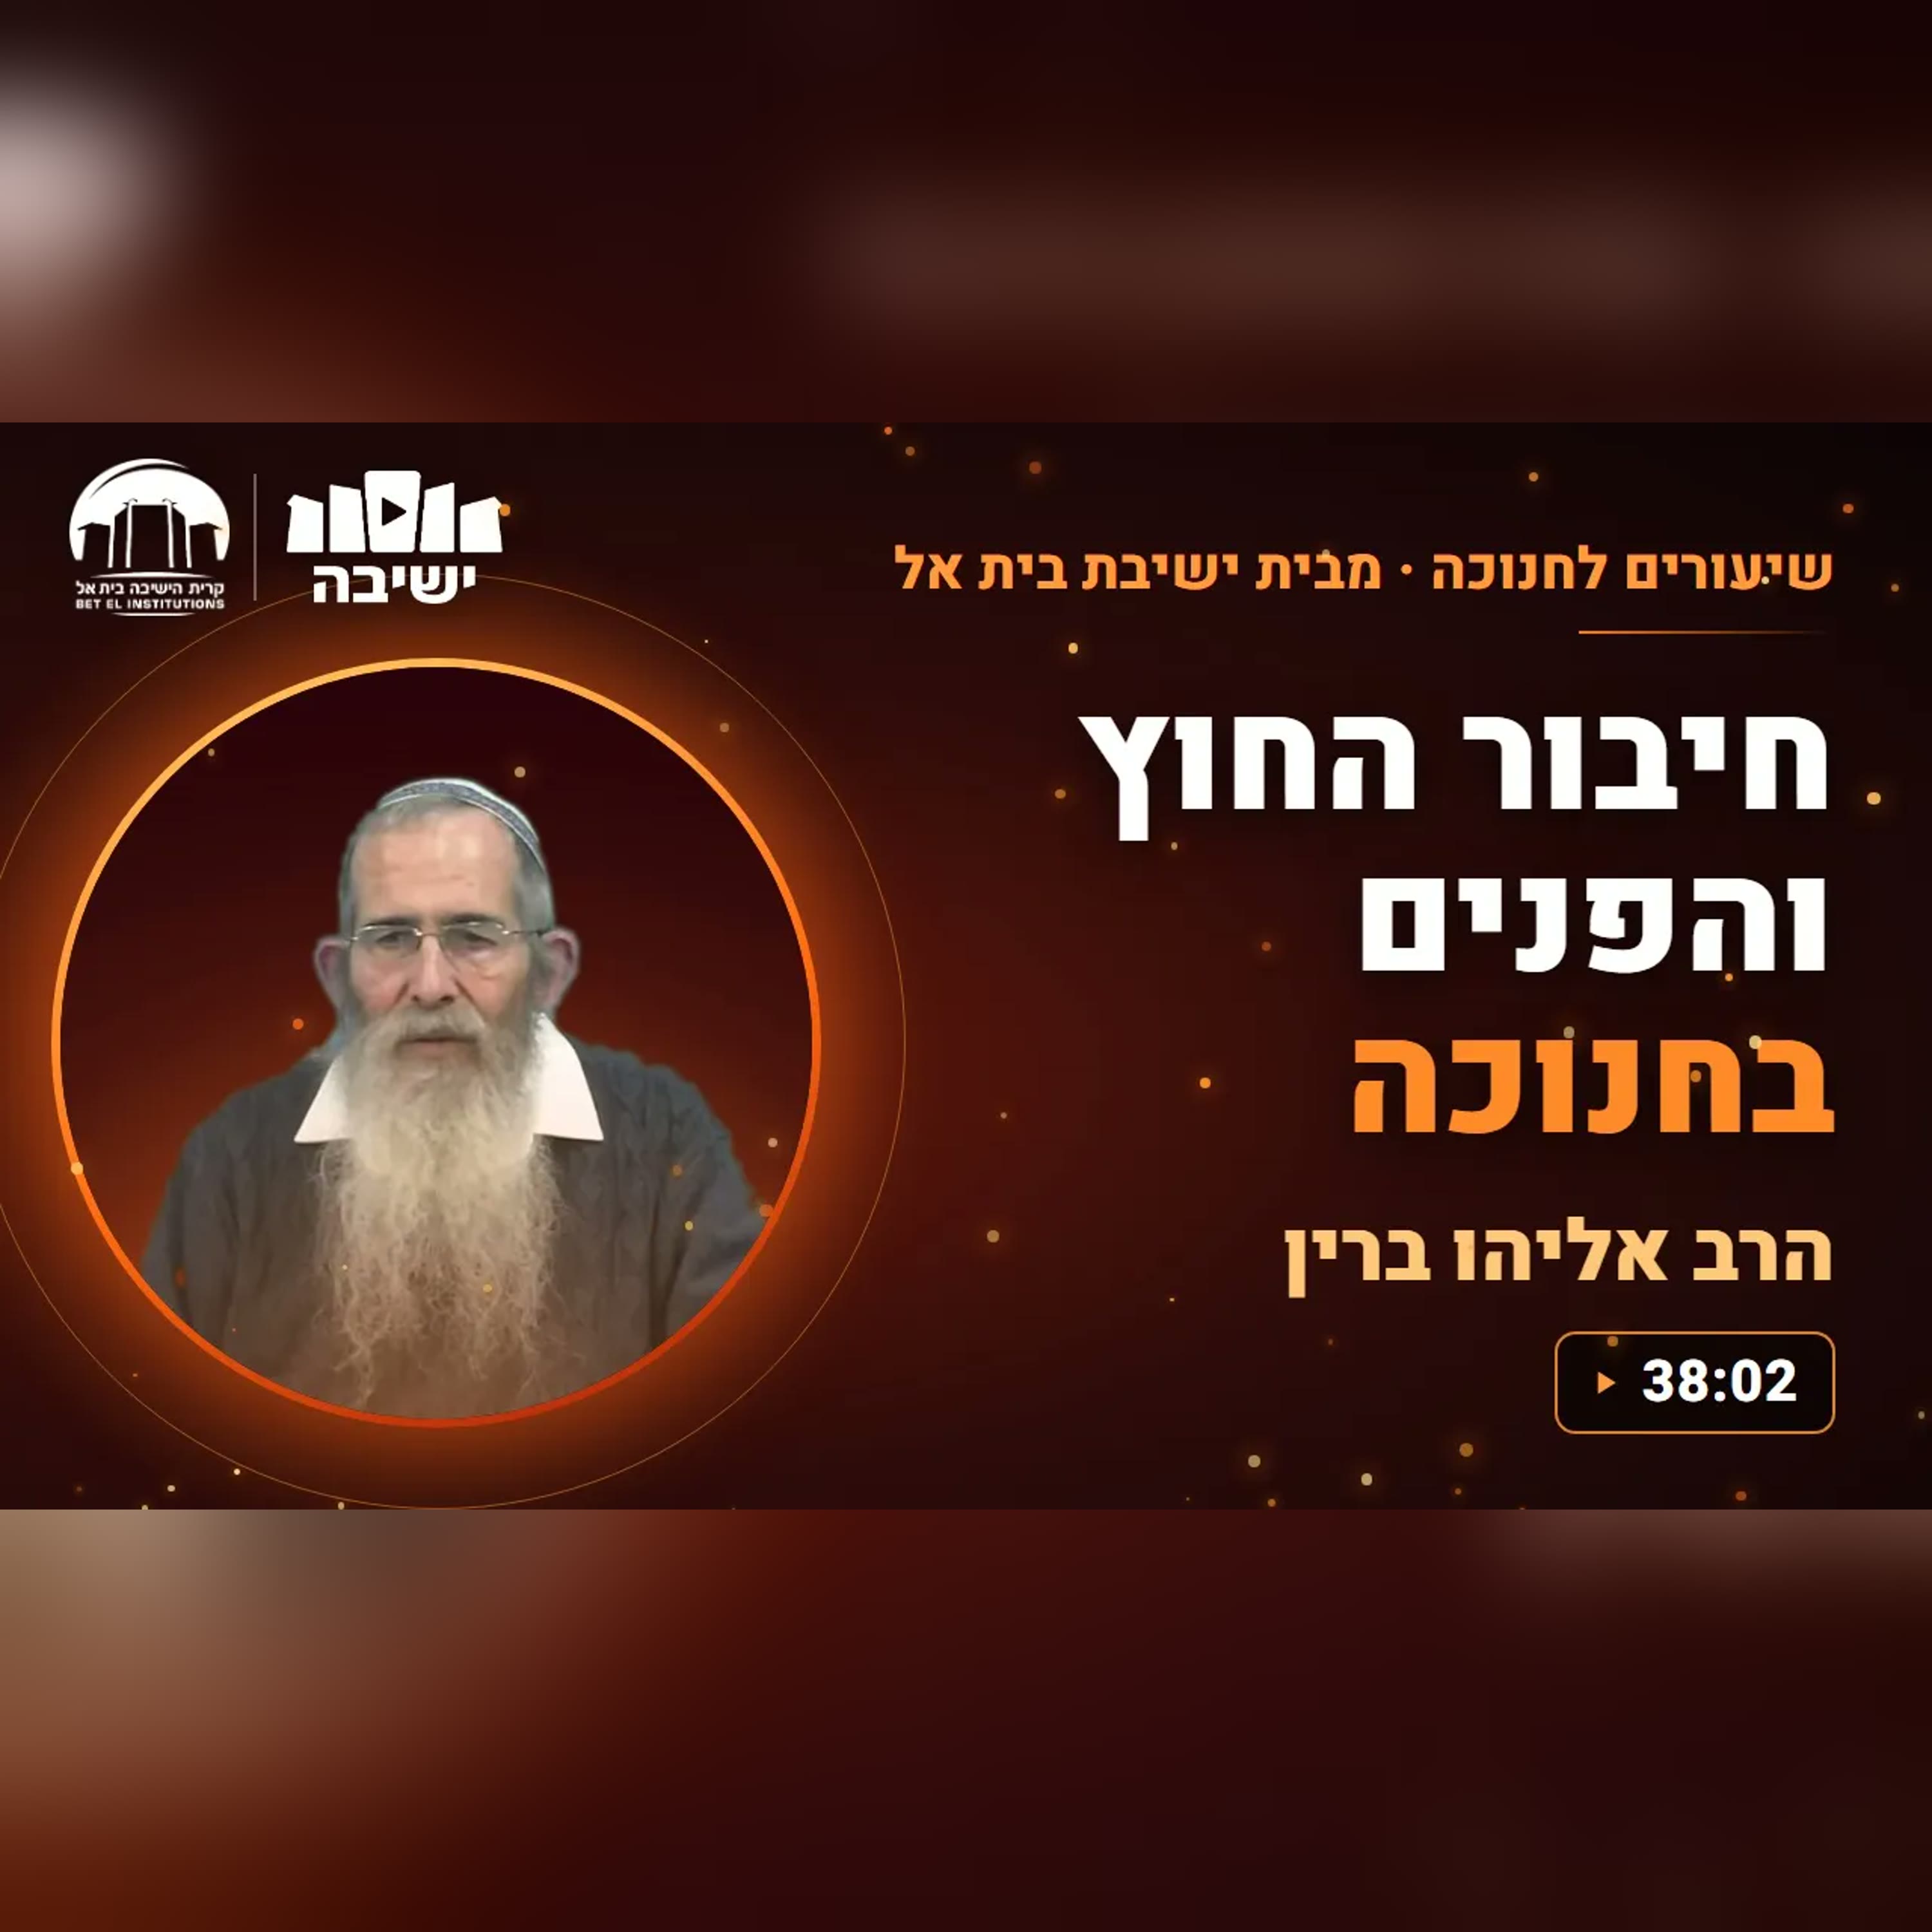 קרית הישיבה בית אל
BET EL INSTITUTIONS
ישיבה
שיעורים לחנוכה · מבית ישיבת בית אל
חיבור החוץ
והפנים
בחנוכה
הרב אליהו ברין
38:02